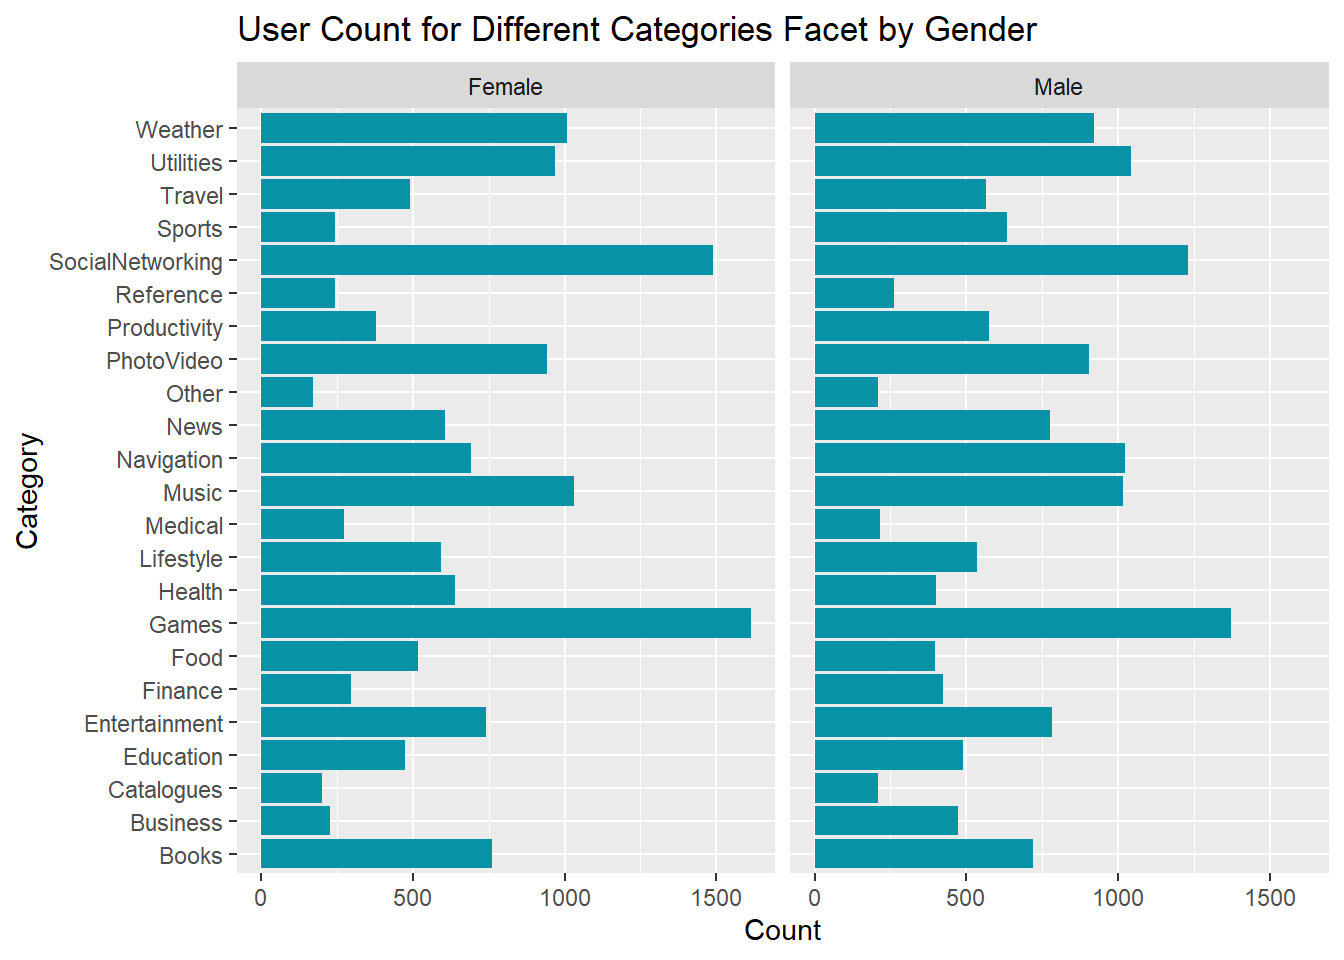 User Count for Different Categories Facet by Gender
Female
Male
Weather
Utilities
Travel
Sports
SocialNetworking
Reference
Productivity
PhotoVideo
Other
News
Navigation
Music
Medical
Lifestyle
Health
Games
Food
Finance
Entertainment
Education
Catalogues
Business
Books
Category
0 500 1000 1500
0 500 1000 1500
Count